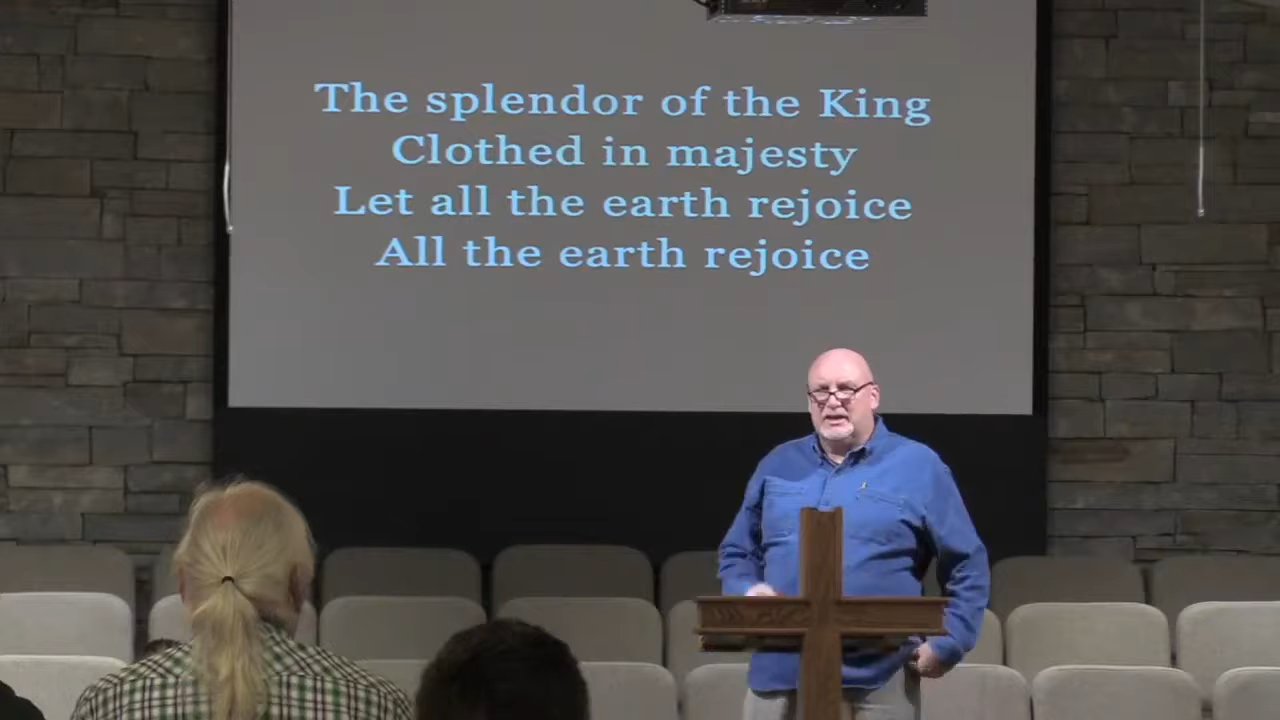 The splendor of the King
Clothed in majesty
Let all the earth rejoice
All the earth rejoice